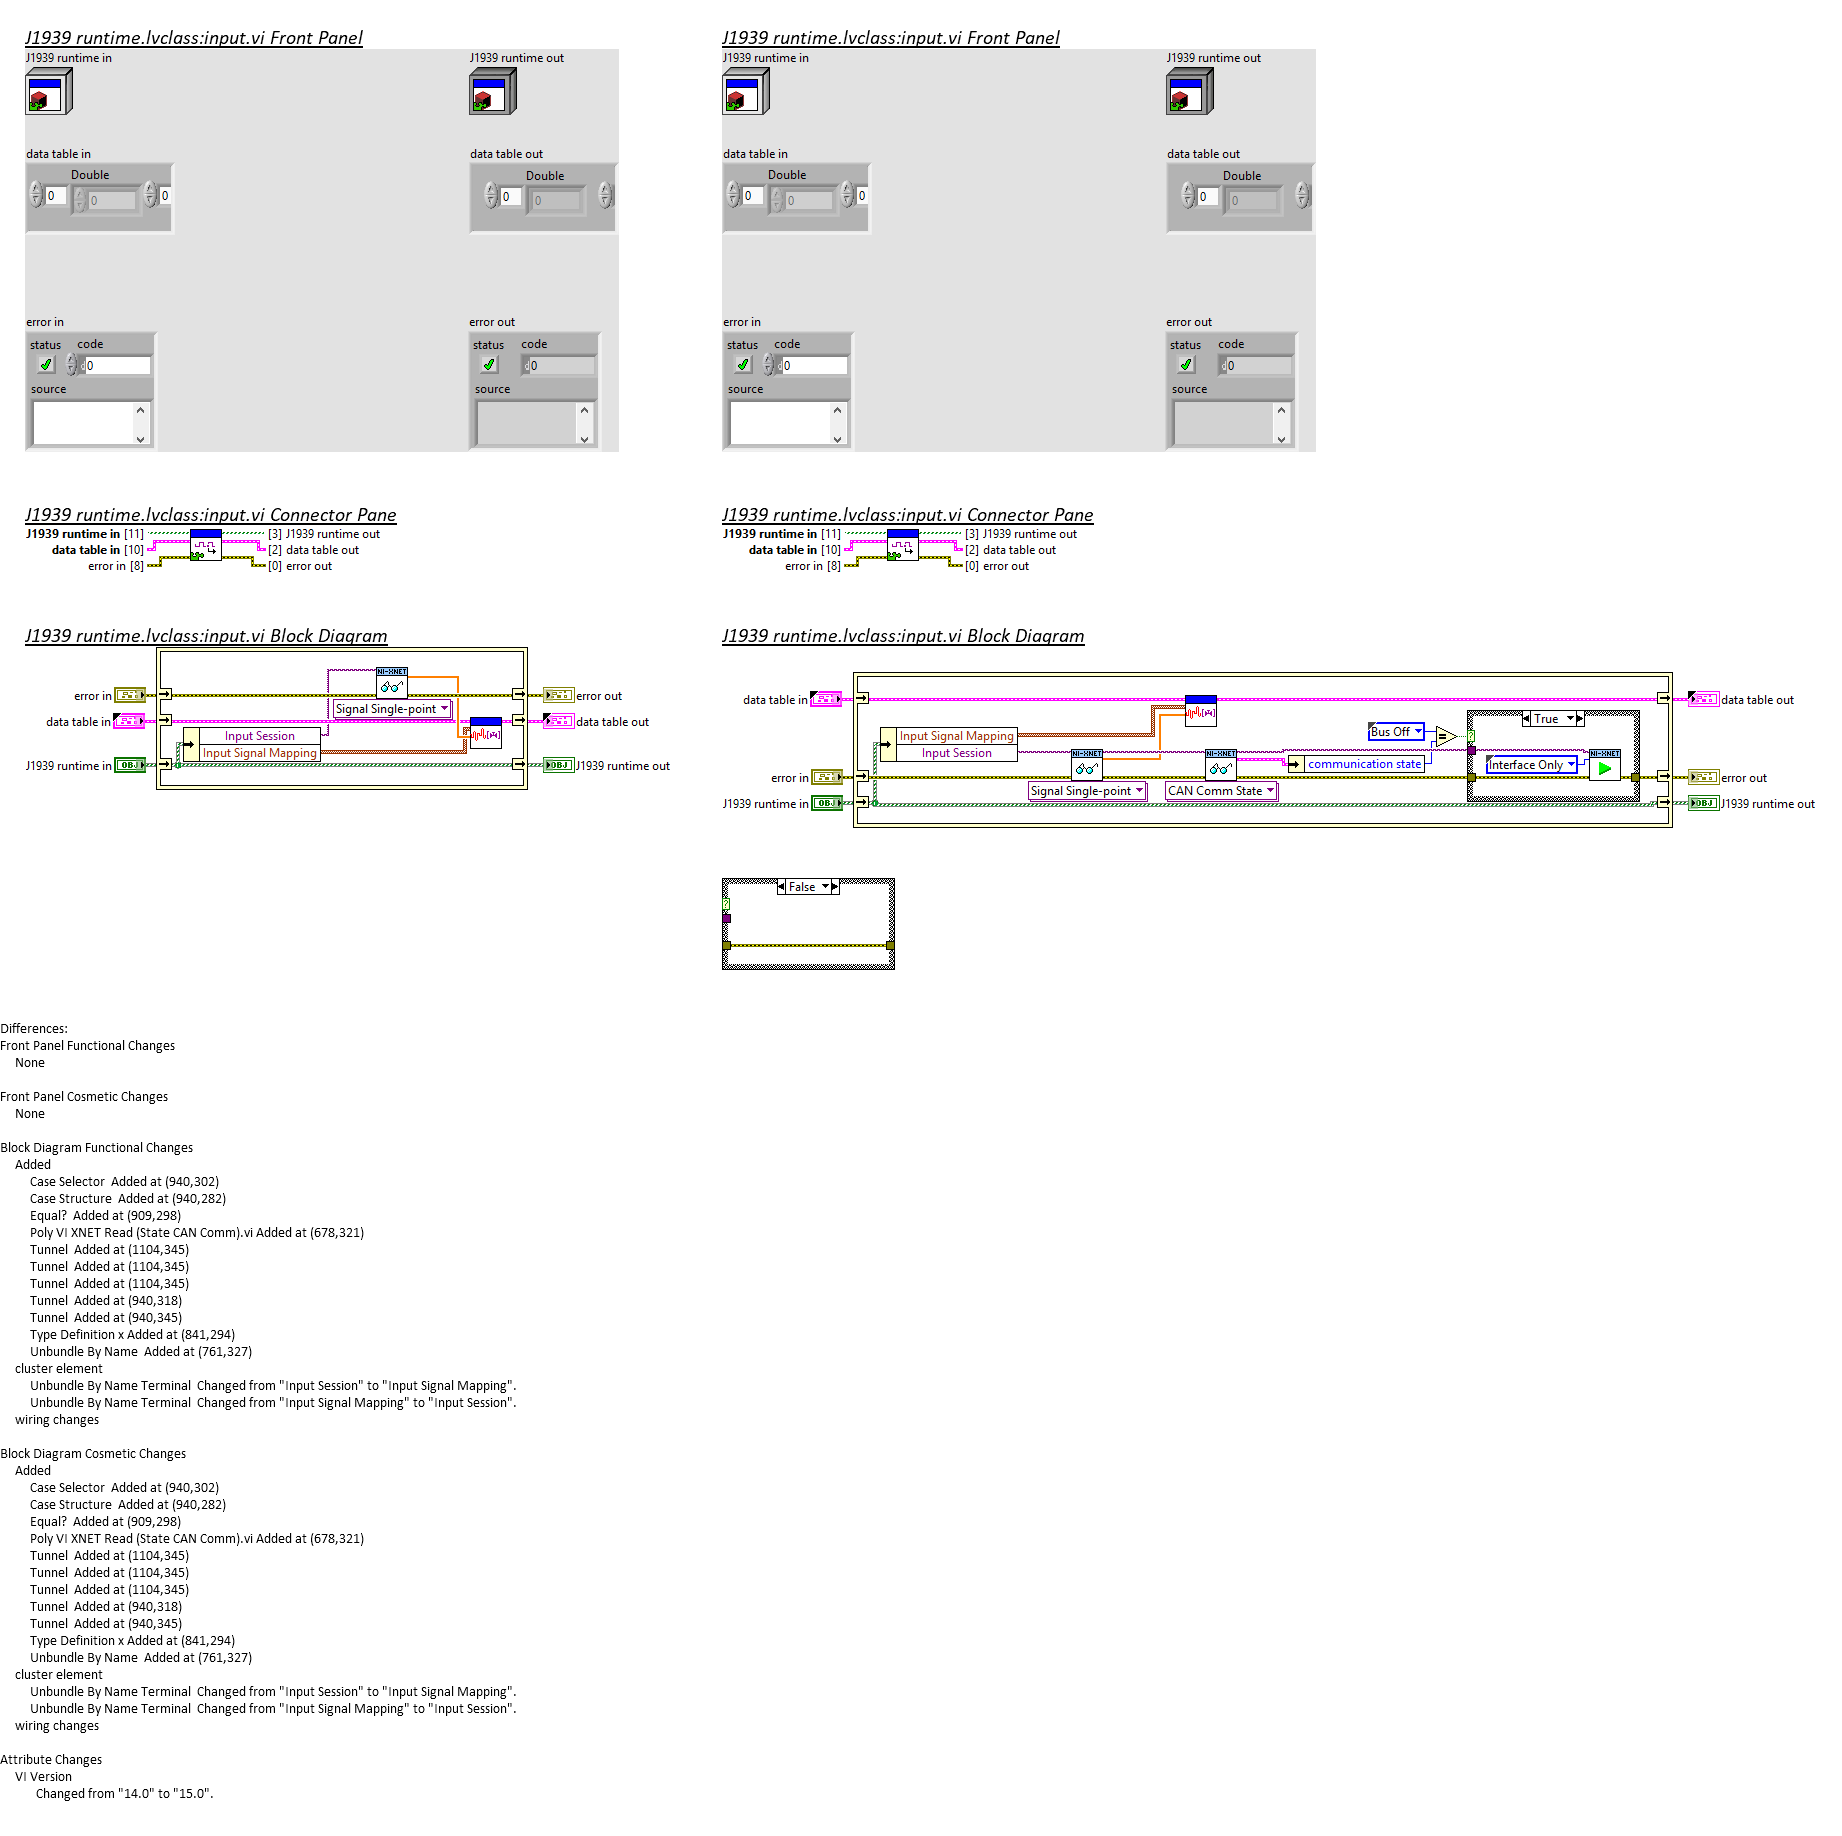 J1939 runtime.lvclass:input.vi Front Panel
J1939 runtime in
J1939 runtime out
data table in
data table out
Double
Double
0
0
0
0
0
error in
error out
status
code
status
code
0
0
source
source
J1939 runtime.lvclass:input.vi Connector Pane
J1939 runtime in [11]
[3] J1939 runtime out
data table in [10]
[2] data table out
error in [8]
[0] error out
J1939 runtime.lvclass:input.vi Block Diagram
NI-XNET
error in
error out
Signal Single-point
data table in
data table out
Input Session
Input Signal Mapping
J1939 runtime in
OBJ
OBJ
J1939 runtime out
J1939 runtime.lvclass:input.vi Front Panel
J1939 runtime in
J1939 runtime out
data table in
data table out
Double
Double
0
0
0
0
0
error in
error out
status
code
status
code
0
0
source
source
J1939 runtime.lvclass:input.vi Connector Pane
J1939 runtime in [11]
[3] J1939 runtime out
data table in [10]
[2] data table out
error in [8]
[0] error out
J1939 runtime.lvclass:input.vi Block Diagram
data table in
data table out
True
Bus Off
=
?
Input Signal Mapping
Input Session
NI-XNET
NI-XNET
NI-XNET
communication state
Interface Only
error in
error out
Signal Single-point
CAN Comm State
J1939 runtime in
OBJ
OBJ
J1939 runtime out
False
?
Differences:
Front Panel Functional Changes
None
Front Panel Cosmetic Changes
None
Block Diagram Functional Changes
Added
Case Selector  Added at (940,302)
Case Structure  Added at (940,282)
Equal?  Added at (909,298)
Poly VI XNET Read (State CAN Comm).vi Added at (678,321)
Tunnel  Added at (1104,345)
Tunnel  Added at (1104,345)
Tunnel  Added at (1104,345)
Tunnel  Added at (940,318)
Tunnel  Added at (940,345)
Type Definition x Added at (841,294)
Unbundle By Name  Added at (761,327)
cluster element
Unbundle By Name Terminal  Changed from "Input Session" to "Input Signal Mapping".
Unbundle By Name Terminal  Changed from "Input Signal Mapping" to "Input Session".
wiring changes
Block Diagram Cosmetic Changes
Added
Case Selector  Added at (940,302)
Case Structure  Added at (940,282)
Equal?  Added at (909,298)
Poly VI XNET Read (State CAN Comm).vi Added at (678,321)
Tunnel  Added at (1104,345)
Tunnel  Added at (1104,345)
Tunnel  Added at (1104,345)
Tunnel  Added at (940,318)
Tunnel  Added at (940,345)
Type Definition x Added at (841,294)
Unbundle By Name  Added at (761,327)
cluster element
Unbundle By Name Terminal  Changed from "Input Session" to "Input Signal Mapping".
Unbundle By Name Terminal  Changed from "Input Signal Mapping" to "Input Session".
wiring changes
Attribute Changes
VI Version
Changed from "14.0" to "15.0".